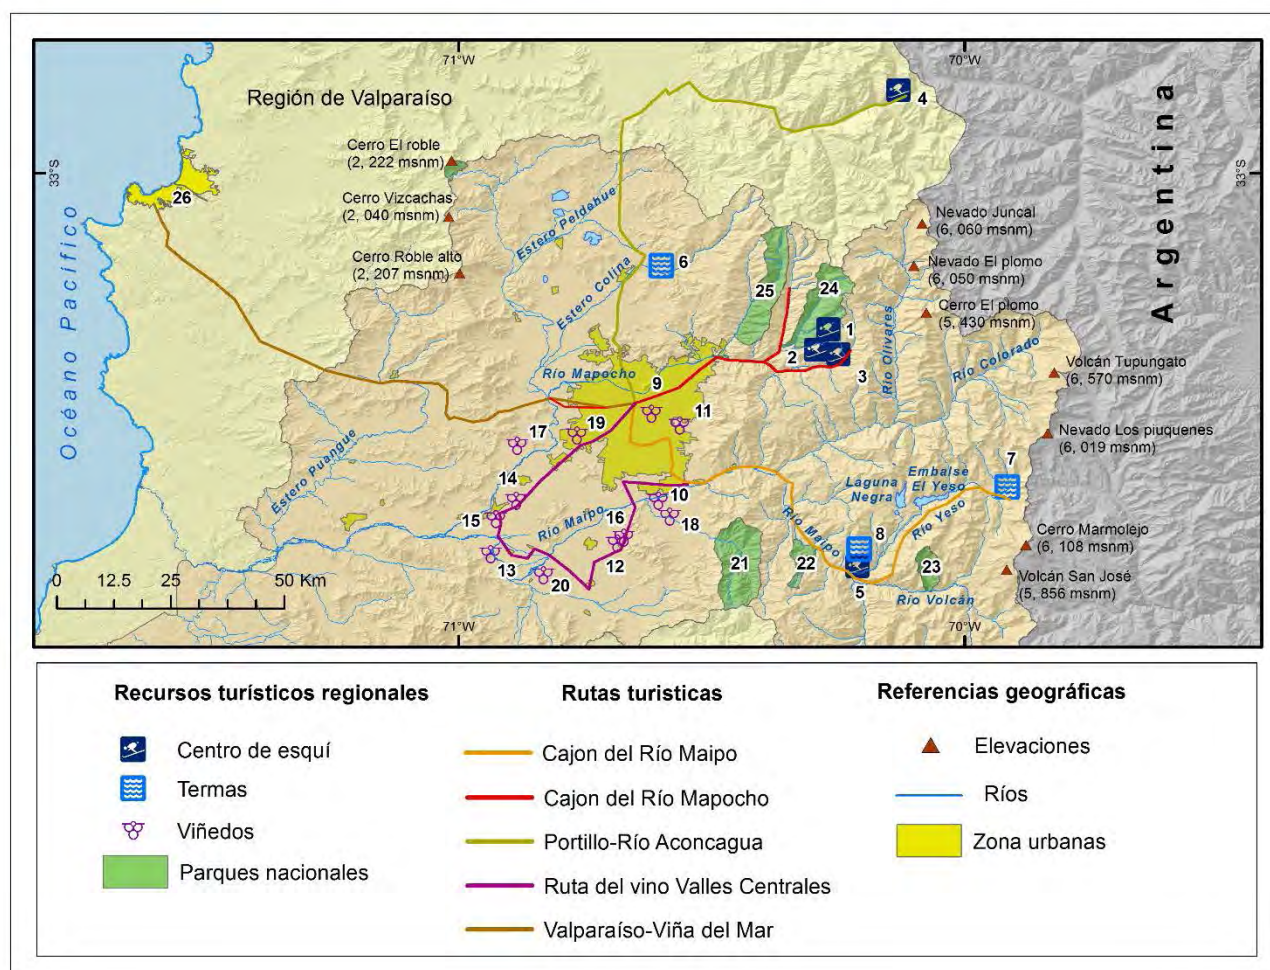 71°W
70°W
Región de Valparaíso
4
Cerro El roble
(2, 222 msnm)
33°S
33°S
26
Cerro Vizcachas
(2, 040 msnm)
Estero Peldehue
Nevado Juncal
(6, 060 msnm)
Argentina
Océano Pacífico
Cerro Roble alto
(2, 207 msnm)
Estero Colina
6
25
24
Nevado El plomo
(6, 050 msnm)
Cerro El plomo
(5, 430 msnm)
1
2
3
Río Olivares
Río Colorado
Volcán Tupungato
(6, 570 msnm)
Río Mapocho
9
11
19
17
Nevado Los piuquenes
(6, 019 msnm)
Estero Puangue
14
15
Río Maipo
16
10
18
Laguna
Negra
Embalse
El Yeso
7
Río Maipo
8
Río Yeso
Cerro Marmolejo
(6, 108 msnm)
13
20
12
21
22
5
23
Río Volcán
Volcán San José
(5, 856 msnm)
0 12.5 25 50 Km
71°W
70°W
Recursos turísticos regionales
Centro de esquí
Termas
Viñedos
Parques nacionales
Rutas turisticas
Cajon del Río Maipo
Cajon del Río Mapocho
Portillo-Río Aconcagua
Ruta del vino Valles Centrales
Valparaíso-Viña del Mar
Referencias geográficas
Elevaciones
Ríos
Zona urbanas